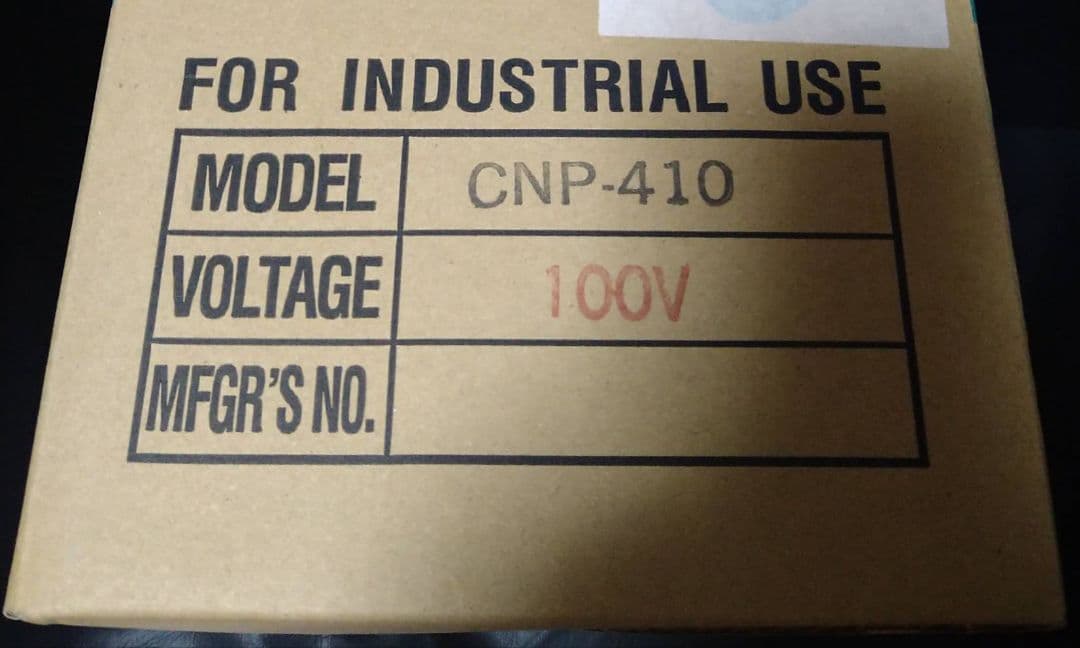 FOR INDUSTRIAL USE
MODEL CNP-410
VOLTAGE 100V
MFGR'S NO.